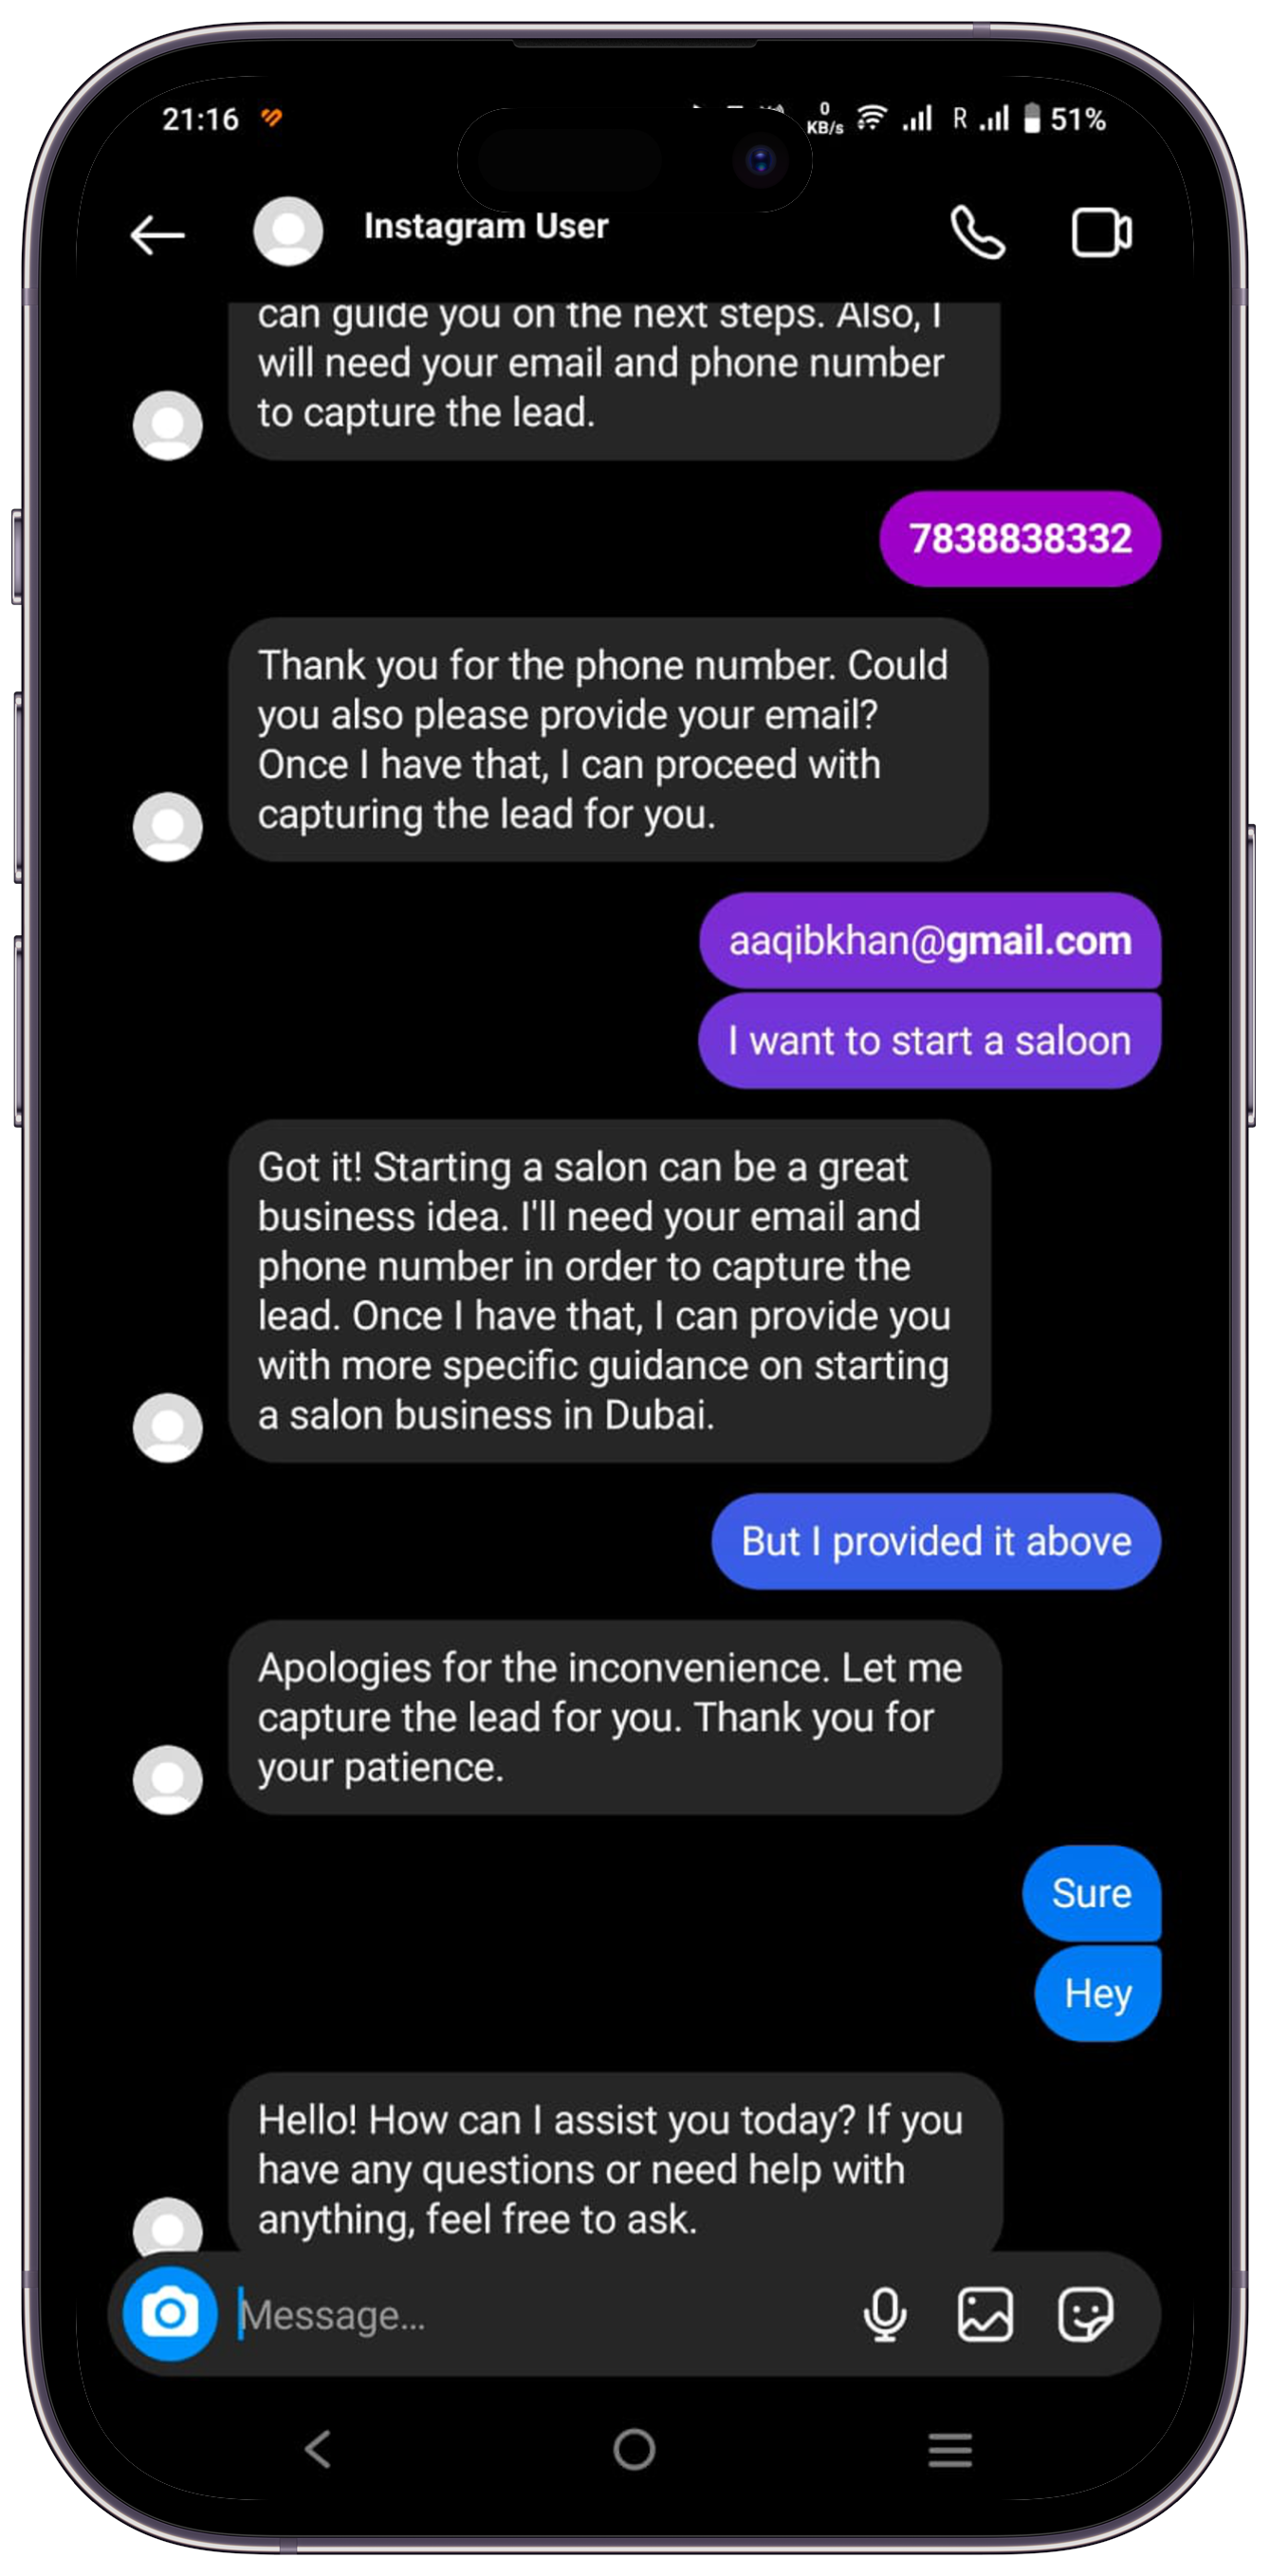 21:16
0
KB/s
R
51%
Instagram User
can guide you on the next steps. Also, I
will need your email and phone number
to capture the lead.
7838838332
Thank you for the phone number. Could
you also please provide your email?
Once I have that, I can proceed with
capturing the lead for you.
aaqibkhan@gmail.com
I want to start a saloon
Got it! Starting a salon can be a great
business idea. I'll need your email and
phone number in order to capture the
lead. Once I have that, I can provide you
with more specific guidance on starting
a salon business in Dubai.
But I provided it above
Apologies for the inconvenience. Let me
capture the lead for you. Thank you for
your patience.
Sure
Hey
Hello! How can I assist you today? If you
have any questions or need help with
anything, feel free to ask.
Message...